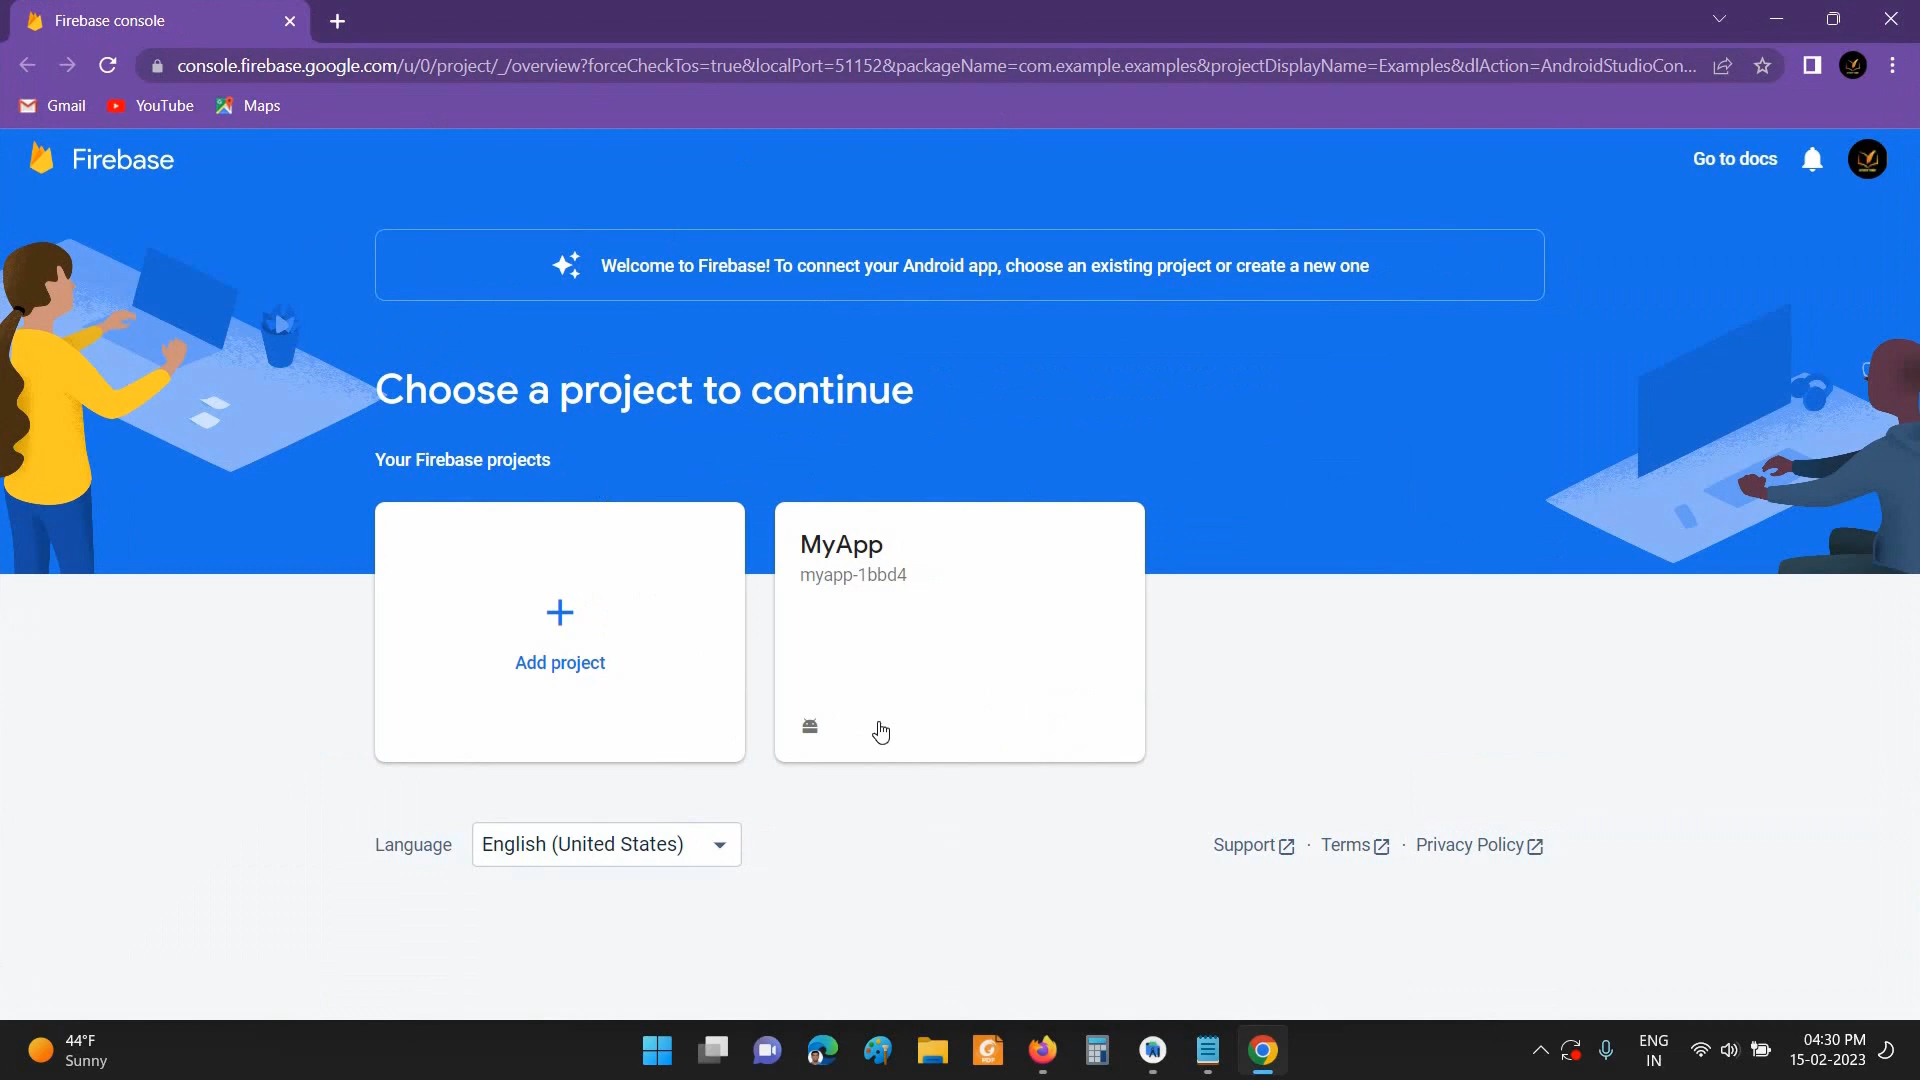 Firebase console
console.firebase.google.com/u/0/project/_/overview?forceCheckTos=true&localPort=51152&packageName=com.example.examples&projectDisplayName=Examples&dlAction=AndroidStudioCon...
Gmail YouTube Maps
Firebase
Go to docs
Welcome to Firebase! To connect your Android app, choose an existing project or create a new one
Choose a project to continue
Your Firebase projects
MyApp
myapp-1bbd4
+
Add project
Language English (United States)
Support · Terms · Privacy Policy
44°F
Sunny
ENG
IN
04:30 PM
15-02-2023